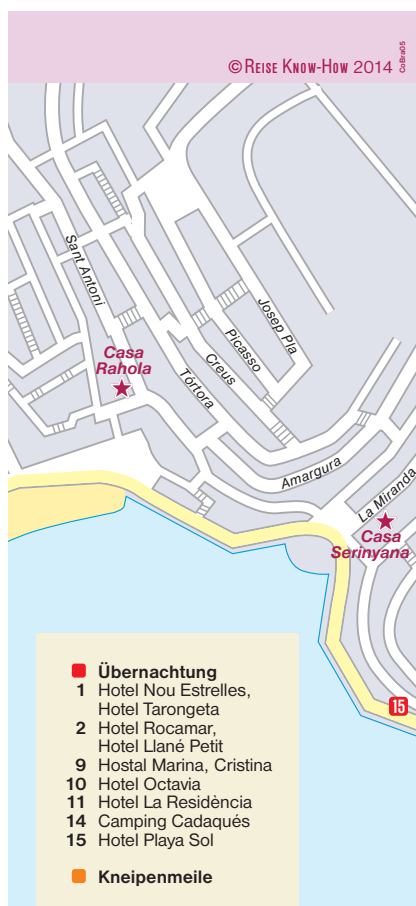 © REISE KNOW-HOW 2014
CoBra05
Sant Antoni
Josep Pla
Picasso
Casa
Rahola
Creus
Tórtora
Amargura
La Miranda
Casa
Serinyana
15
Übernachtung
1 Hotel Nou Estrelles,
Hotel Tarongeta
2 Hotel Rocamar,
Hotel Llané Petit
9 Hostal Marina, Cristina
10 Hotel Octavia
11 Hotel La Residència
14 Camping Cadaqués
15 Hotel Playa Sol
Kneipenmeile